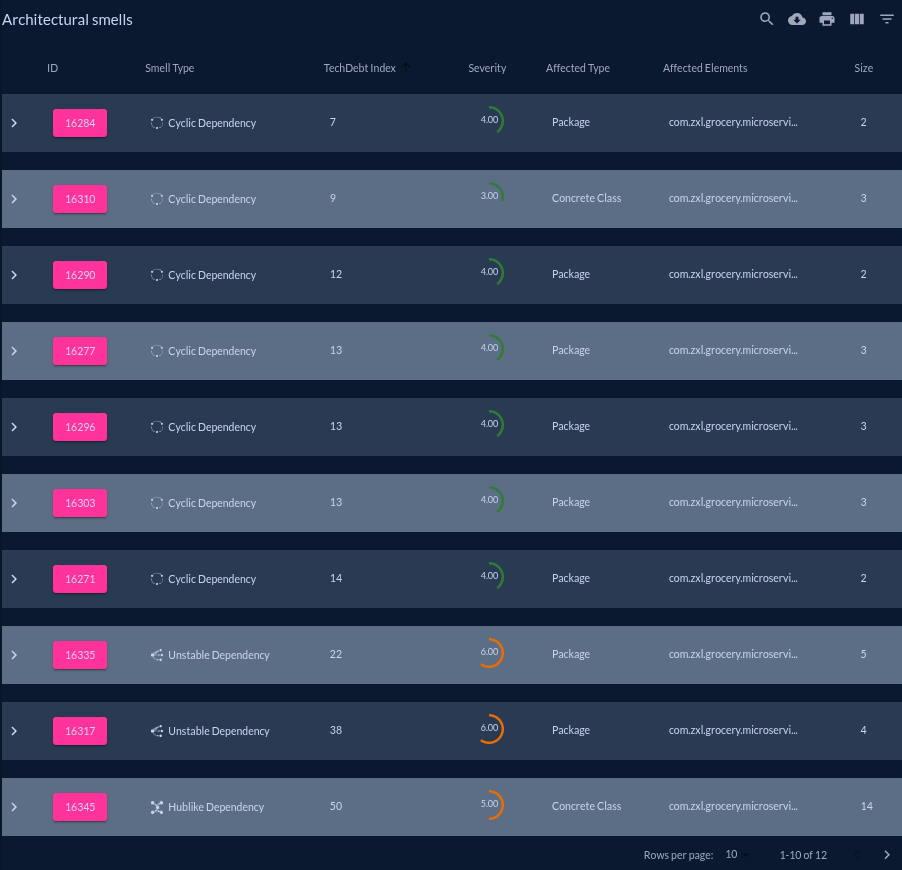 Architectural smells
ID Smell Type TechDebt Index Severity Affected Type Affected Elements Size
16284 Cyclic Dependency 7 4.00 Package com.zxl.grocery.microservi... 2
16310 Cyclic Dependency 9 3.00 Concrete Class com.zxl.grocery.microservi... 3
16290 Cyclic Dependency 12 4.00 Package com.zxl.grocery.microservi... 2
16277 Cyclic Dependency 13 4.00 Package com.zxl.grocery.microservi... 3
16296 Cyclic Dependency 13 4.00 Package com.zxl.grocery.microservi... 3
16303 Cyclic Dependency 13 4.00 Package com.zxl.grocery.microservi... 3
16271 Cyclic Dependency 14 4.00 Package com.zxl.grocery.microservi... 2
16335 Unstable Dependency 22 6.00 Package com.zxl.grocery.microservi... 5
16317 Unstable Dependency 38 6.00 Package com.zxl.grocery.microservi... 4
16345 Hublike Dependency 50 5.00 Concrete Class com.zxl.grocery.microservi... 14
Rows per page: 10 1-10 of 12